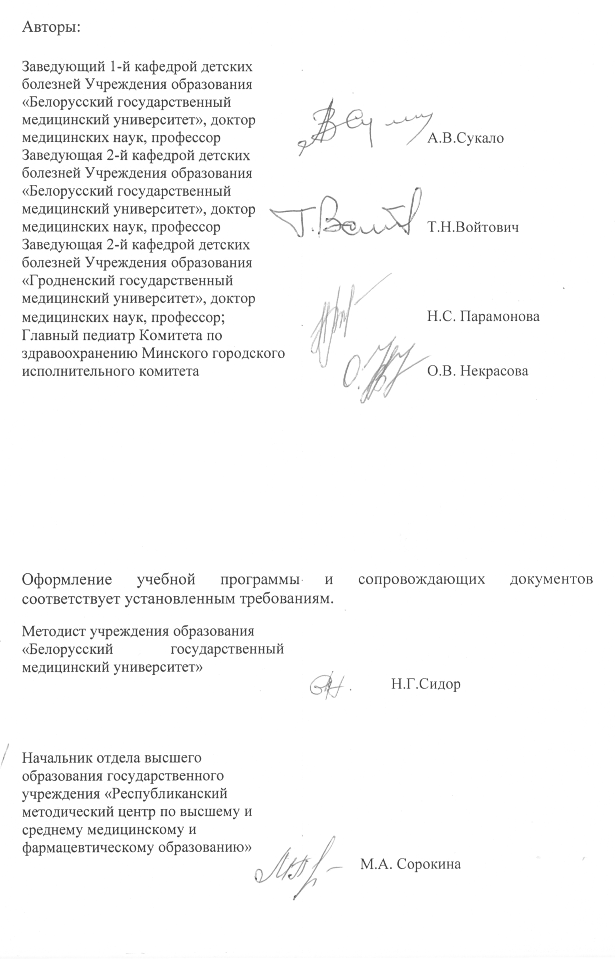 Авторы:
Заведующий 1-й кафедрой детских
болезней Учреждения образования
«Белорусский государственный
медицинский университет», доктор
медицинских наук, профессор А.В.Сукало
Заведующая 2-й кафедрой детских
болезней Учреждения образования
«Белорусский государственный
медицинский университет», доктор
медицинских наук, профессор Т.Н.Войтович
Заведующая 2-й кафедрой детских
болезней Учреждения образования
«Гродненский государственный
медицинский университет», доктор
медицинских наук, профессор; Н.С. Парамонова
Главный педиатр Комитета по
здравоохранению Минского городского
исполнительного комитета О.В. Некрасова
Оформление учебной программы и сопровождающих документов
соответствует установленным требованиям.
Методист учреждения образования
«Белорусский государственный
медицинский университет»
Н.Г.Сидор
Начальник отдела высшего
образования государственного
учреждения «Республиканский
методический центр по высшему и
среднему медицинскому и
фармацевтическому образованию»
М.А. Сорокина